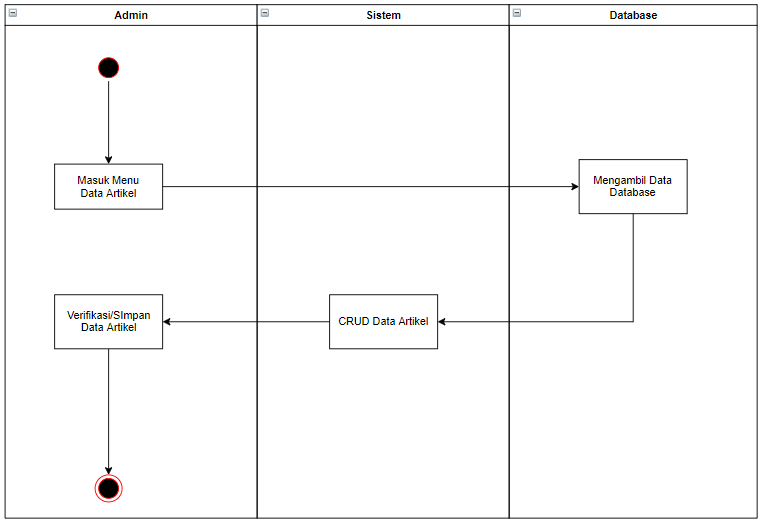 Admin
Sistem
Database
Masuk Menu
Data Artikel
Mengambil Data
Database
Verifikasi/SImpan
Data Artikel
CRUD Data Artikel